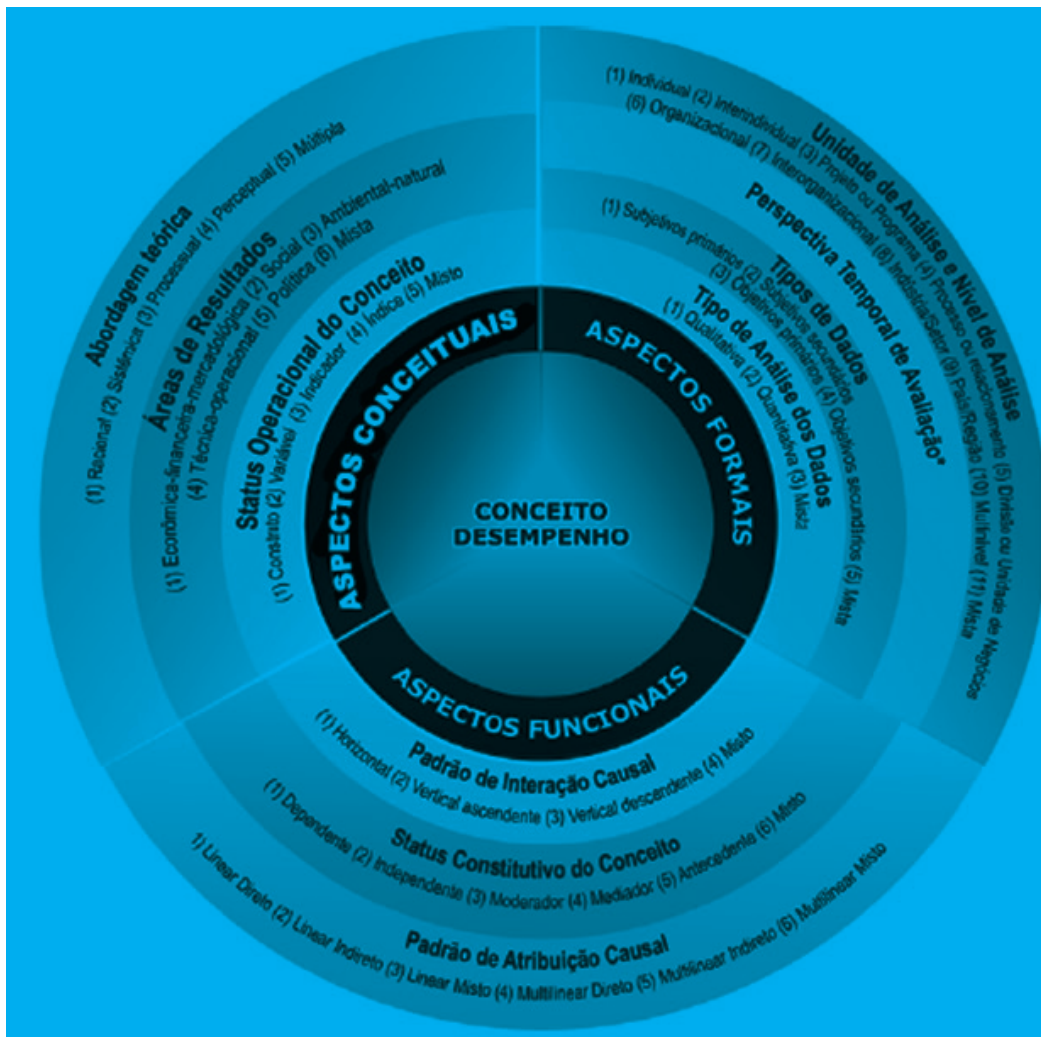 CONCEITO
DESEMPENHO
ASPECTOS CONCEITUAIS
Abordagem teórica
(1) Racional (2) Sistêmica (3) Processual (4) Perceptual (5) Múltipla
Áreas de Resultados
(1) Econômica-financeira-mercadológica (2) Social (3) Ambiental-natural
(4) Técnica-operacional (5) Política (6) Mista
Status Operacional do Conceito
(1) Constrito (2) Variável (3) Indicador (4) Índice (5) Misto
ASPECTOS FORMAIS
Unidade de Análise e Nível de Análise
(1) Individual (2) Interindividual (3) Projeto ou Programa (4) Processo ou relacionamento (5) Divisão ou Unidade de Negócios
(6) Organizacional (7) Interorganizacional (8) Indústria/Setor (9) País/Região (10) Multinível (11) Mista
Perspectiva Temporal de Avaliação*
Tipos de Dados
(1) Subjetivos primários (2) Subjetivos secundários
(3) Objetivos primários (4) Objetivos secundários (5) Mista
Tipo de Análise dos Dados
(1) Qualitativa (2) Quantitativa (3) Mista
ASPECTOS FUNCIONAIS
Padrão de Interação Causal
(1) Horizontal (2) Vertical ascendente (3) Vertical descendente (4) Misto
Status Constitutivo do Conceito
(1) Dependente (2) Independente (3) Moderador (4) Mediador (5) Antecedente (6) Misto
Padrão de Atribuição Causal
1) Linear Direto (2) Linear Indireto (3) Linear Misto (4) Multilinear Direto (5) Multilinear Indireto (6) Multilinear Misto